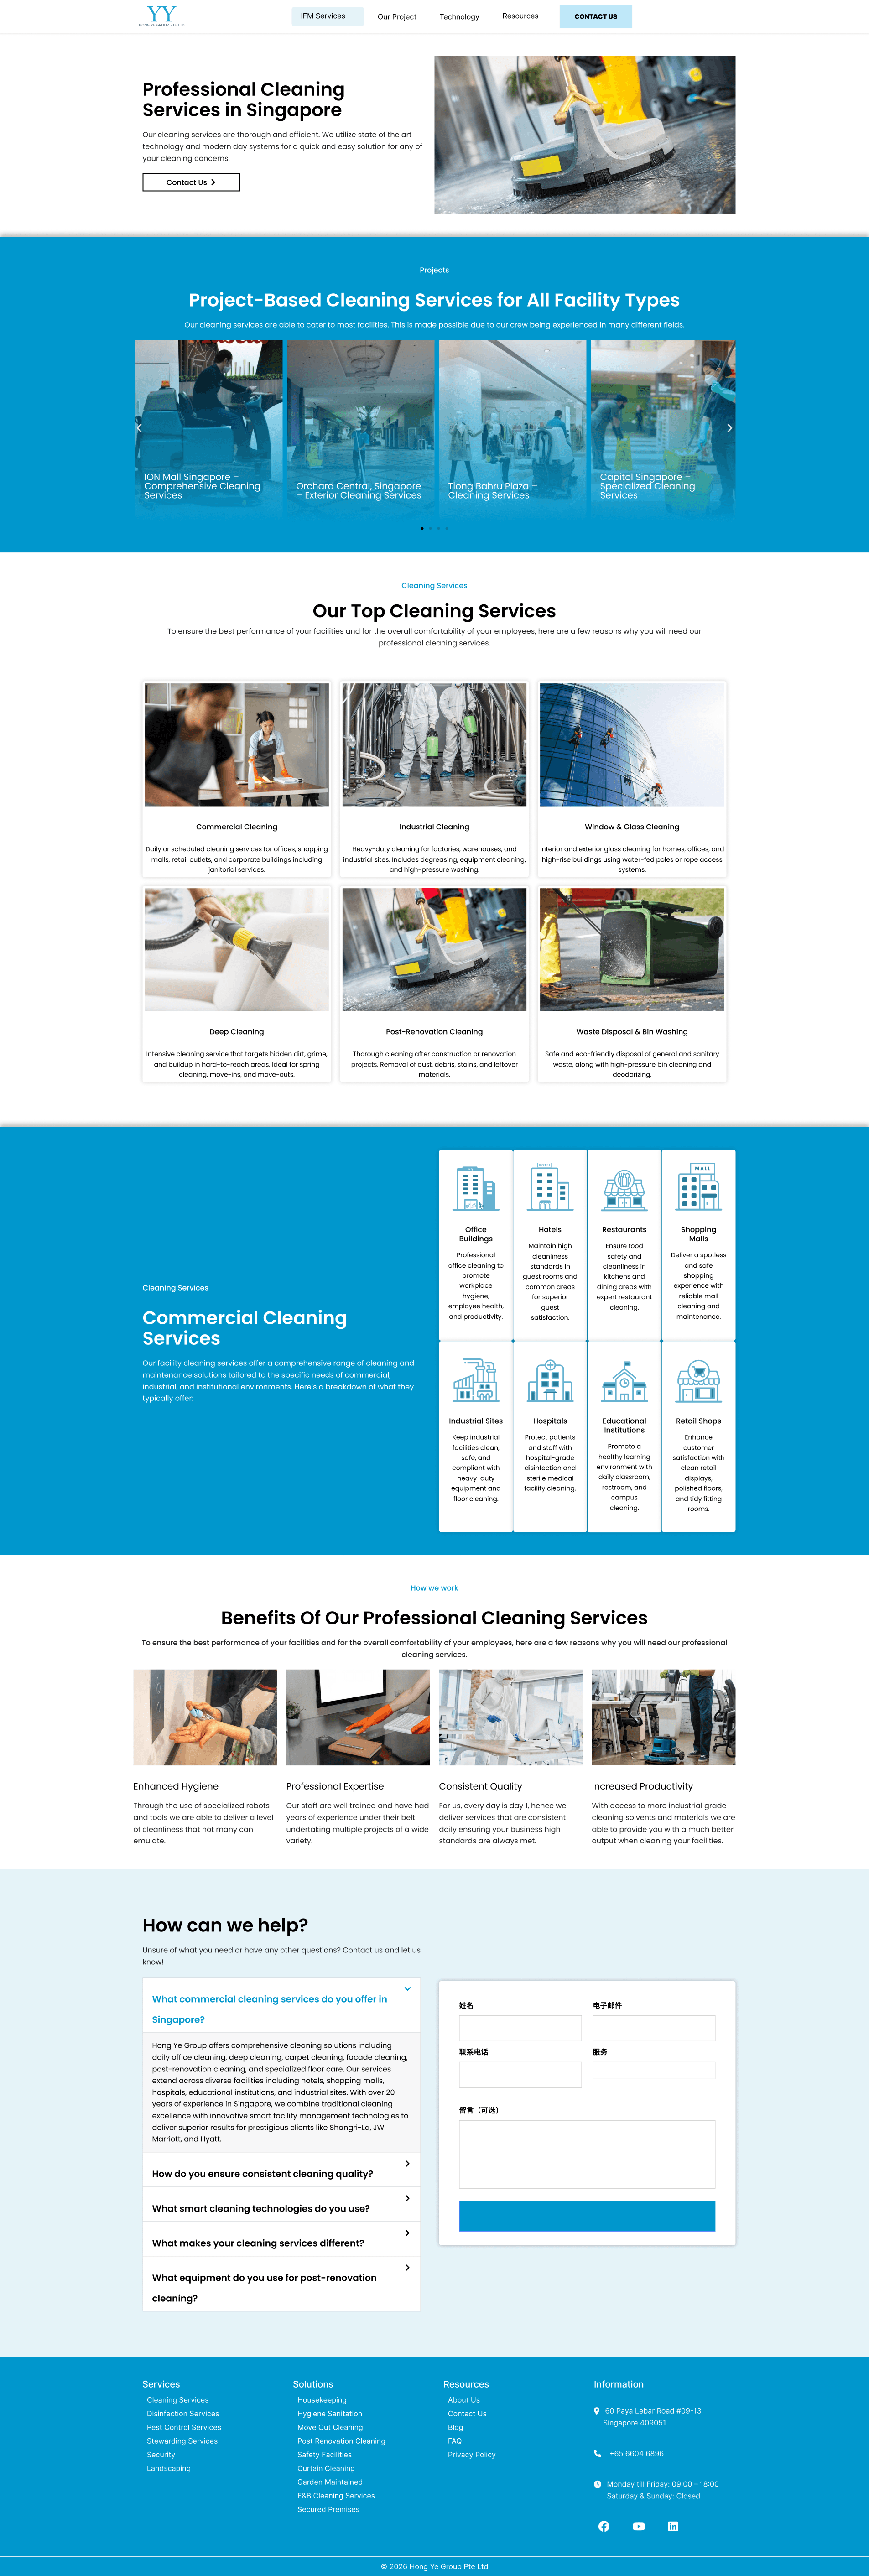 YY
HONG YE GROUP PTE LTD
IFM Services
Our Project
Technology
Resources
CONTACT US
Professional Cleaning
Services in Singapore
Our cleaning services are thorough and efficient. We utilize state of the art
technology and modern day systems for a quick and easy solution for any of
your cleaning concerns.
Contact Us
Projects
Project-Based Cleaning Services for All Facility Types
Our cleaning services are able to cater to most facilities. This is made possible due to our crew being experienced in many different fields.
ION Mall Singapore –
Comprehensive Cleaning
Services
Orchard Central, Singapore
– Exterior Cleaning Services
Tiong Bahru Plaza –
Cleaning Services
Capitol Singapore –
Specialized Cleaning
Services
Cleaning Services
Our Top Cleaning Services
To ensure the best performance of your facilities and for the overall comfortability of your employees, here are a few reasons why you will need our
professional cleaning services.
Commercial Cleaning
Daily or scheduled cleaning services for offices, shopping
malls, retail outlets, and corporate buildings including
janitorial services.
Industrial Cleaning
Heavy-duty cleaning for factories, warehouses, and
industrial sites. Includes degreasing, equipment cleaning,
and high-pressure washing.
Window & Glass Cleaning
Interior and exterior glass cleaning for homes, offices, and
high-rise buildings using water-fed poles or rope access
systems.
Deep Cleaning
Intensive cleaning service that targets hidden dirt, grime,
and buildup in hard-to-reach areas. Ideal for spring
cleaning, move-ins, and move-outs.
Post-Renovation Cleaning
Thorough cleaning after construction or renovation
projects. Removal of dust, debris, stains, and leftover
materials.
Waste Disposal & Bin Washing
Safe and eco-friendly disposal of general and sanitary
waste, along with high-pressure bin cleaning and
deodorizing.
Cleaning Services
Commercial Cleaning
Services
Our facility cleaning services offer a comprehensive range of cleaning and
maintenance solutions tailored to the specific needs of commercial,
industrial, and institutional environments. Here's a breakdown of what they
typically offer:
Office
Buildings
Professional
office cleaning to
promote
workplace
hygiene,
employee health,
and productivity.
HOTEL
Hotels
Maintain high
cleanliness
standards in
guest rooms and
common areas
for superior
guest
satisfaction.
Restaurants
Ensure food
safety and
cleanliness in
kitchens and
dining areas with
expert restaurant
cleaning.
MALL
Shopping
Malls
Deliver a spotless
and safe
shopping
experience with
reliable mall
cleaning and
maintenance.
Industrial Sites
Keep industrial
facilities clean,
safe, and
compliant with
heavy-duty
equipment and
floor cleaning.
Hospitals
Protect patients
and staff with
hospital-grade
disinfection and
sterile medical
facility cleaning.
Educational
Institutions
Promote a
healthy learning
environment with
daily classroom,
restroom, and
campus
cleaning.
Retail Shops
Enhance
customer
satisfaction with
clean retail
displays,
polished floors,
and tidy fitting
rooms.
How we work
Benefits Of Our Professional Cleaning Services
To ensure the best performance of your facilities and for the overall comfortability of your employees, here are a few reasons why you will need our professional
cleaning services.
Enhanced Hygiene
Through the use of specialized robots
and tools we are able to deliver a level
of cleanliness that not many can
emulate.
Professional Expertise
Our staff are well trained and have had
years of experience under their belt
undertaking multiple projects of a wide
variety.
Consistent Quality
For us, every day is day 1, hence we
deliver services that are consistent
daily ensuring your business high
standards are always met.
Increased Productivity
With access to more industrial grade
cleaning solvents and materials we are
able to provide you with a much better
output when cleaning your facilities.
How can we help?
Unsure of what you need or have any other questions? Contact us and let us
know!
What commercial cleaning services do you offer in
Singapore?
Hong Ye Group offers comprehensive cleaning solutions including
daily office cleaning, deep cleaning, carpet cleaning, facade cleaning,
post-renovation cleaning, and specialized floor care. Our services
extend across diverse facilities including hotels, shopping malls,
hospitals, educational institutions, and industrial sites. With over 20
years of experience in Singapore, we combine traditional cleaning
excellence with innovative smart facility management technologies to
deliver superior results for prestigious clients like Shangri-La, JW
Marriott, and Hyatt.
How do you ensure consistent cleaning quality?
What smart cleaning technologies do you use?
What makes your cleaning services different?
What equipment do you use for post-renovation
cleaning?
姓名
电子邮件
联系电话
服务
留言（可选）
Services
Cleaning Services
Disinfection Services
Pest Control Services
Stewarding Services
Security
Landscaping
Solutions
Housekeeping
Hygiene Sanitation
Move Out Cleaning
Post Renovation Cleaning
Safety Facilities
Curtain Cleaning
Garden Maintained
F&B Cleaning Services
Secured Premises
Resources
About Us
Contact Us
Blog
FAQ
Privacy Policy
Information
60 Paya Lebar Road #09-13
Singapore 409051
+65 6604 6896
Monday till Friday: 09:00 – 18:00
Saturday & Sunday: Closed
© 2026 Hong Ye Group Pte Ltd